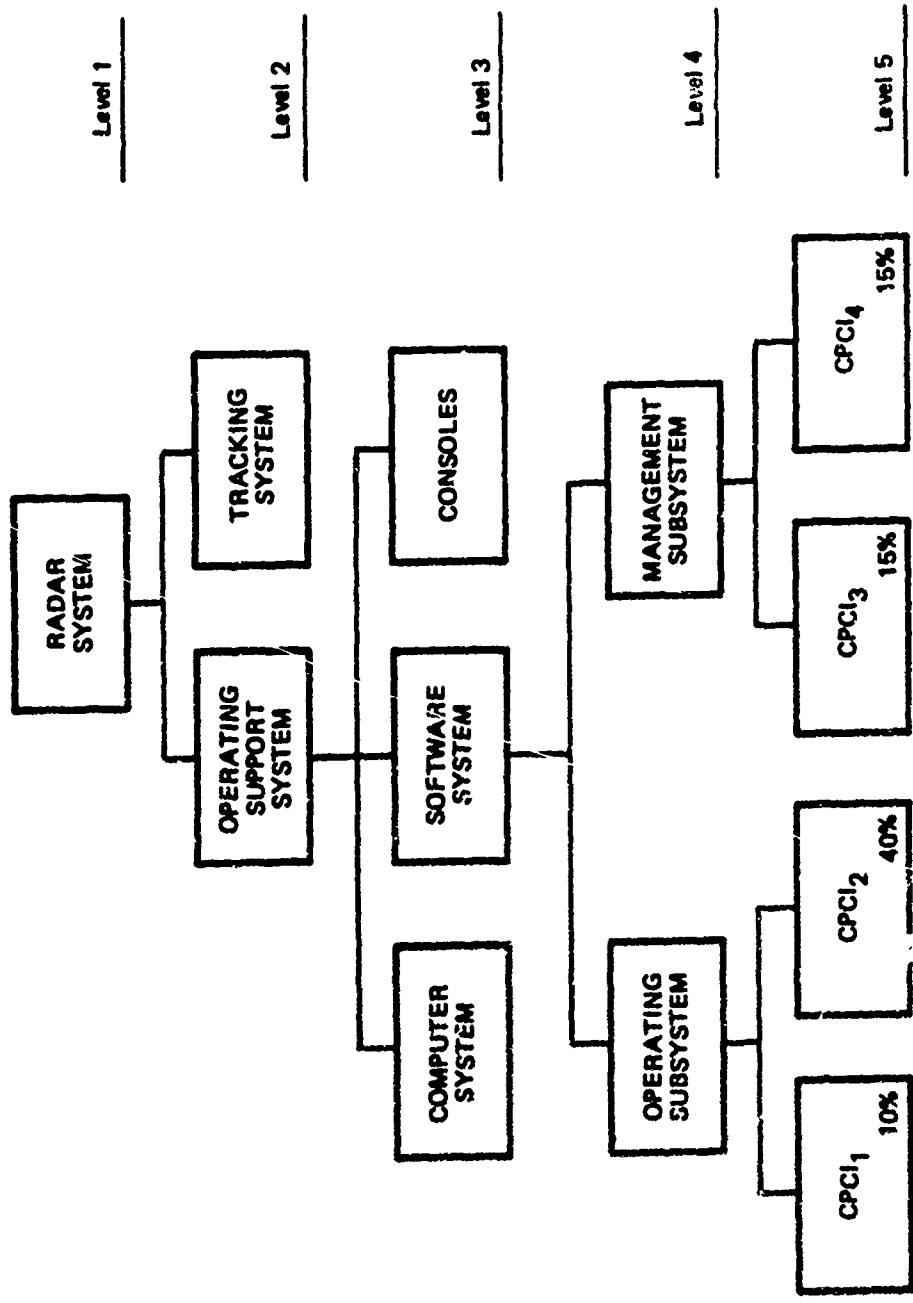 Level 1
RADAR
SYSTEM
Level 2
OPERATING
SUPPORT
SYSTEM
TRACKING
SYSTEM
Level 3
COMPUTER
SYSTEM
SOFTWARE
SYSTEM
CONSOLES
Level 4
OPERATING
SUBSYSTEM
MANAGEMENT
SUBSYSTEM
Level 5
CPCI₁
10%
CPCI₂
40%
CPCI₃
15%
CPCI₄
15%